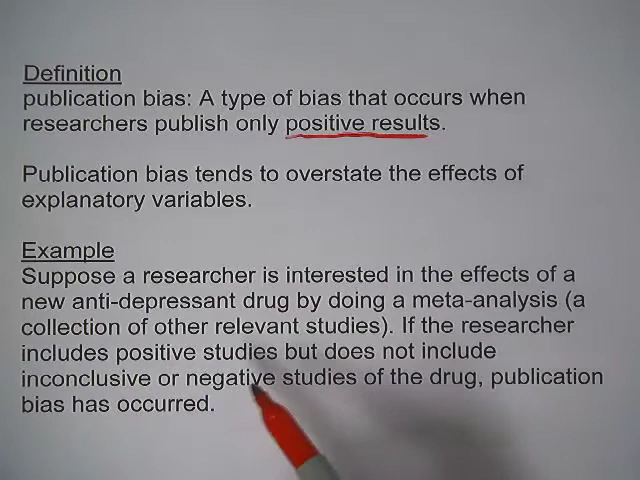 Definition
publication bias: A type of bias that occurs when
researchers publish only positive results.
Publication bias tends to overstate the effects of
explanatory variables.
Example
Suppose a researcher is interested in the effects of a
new anti-depressant drug by doing a meta-analysis (a
collection of other relevant studies). If the researcher
includes positive studies but does not include
inconclusive or negative studies of the drug, publication
bias has occurred.